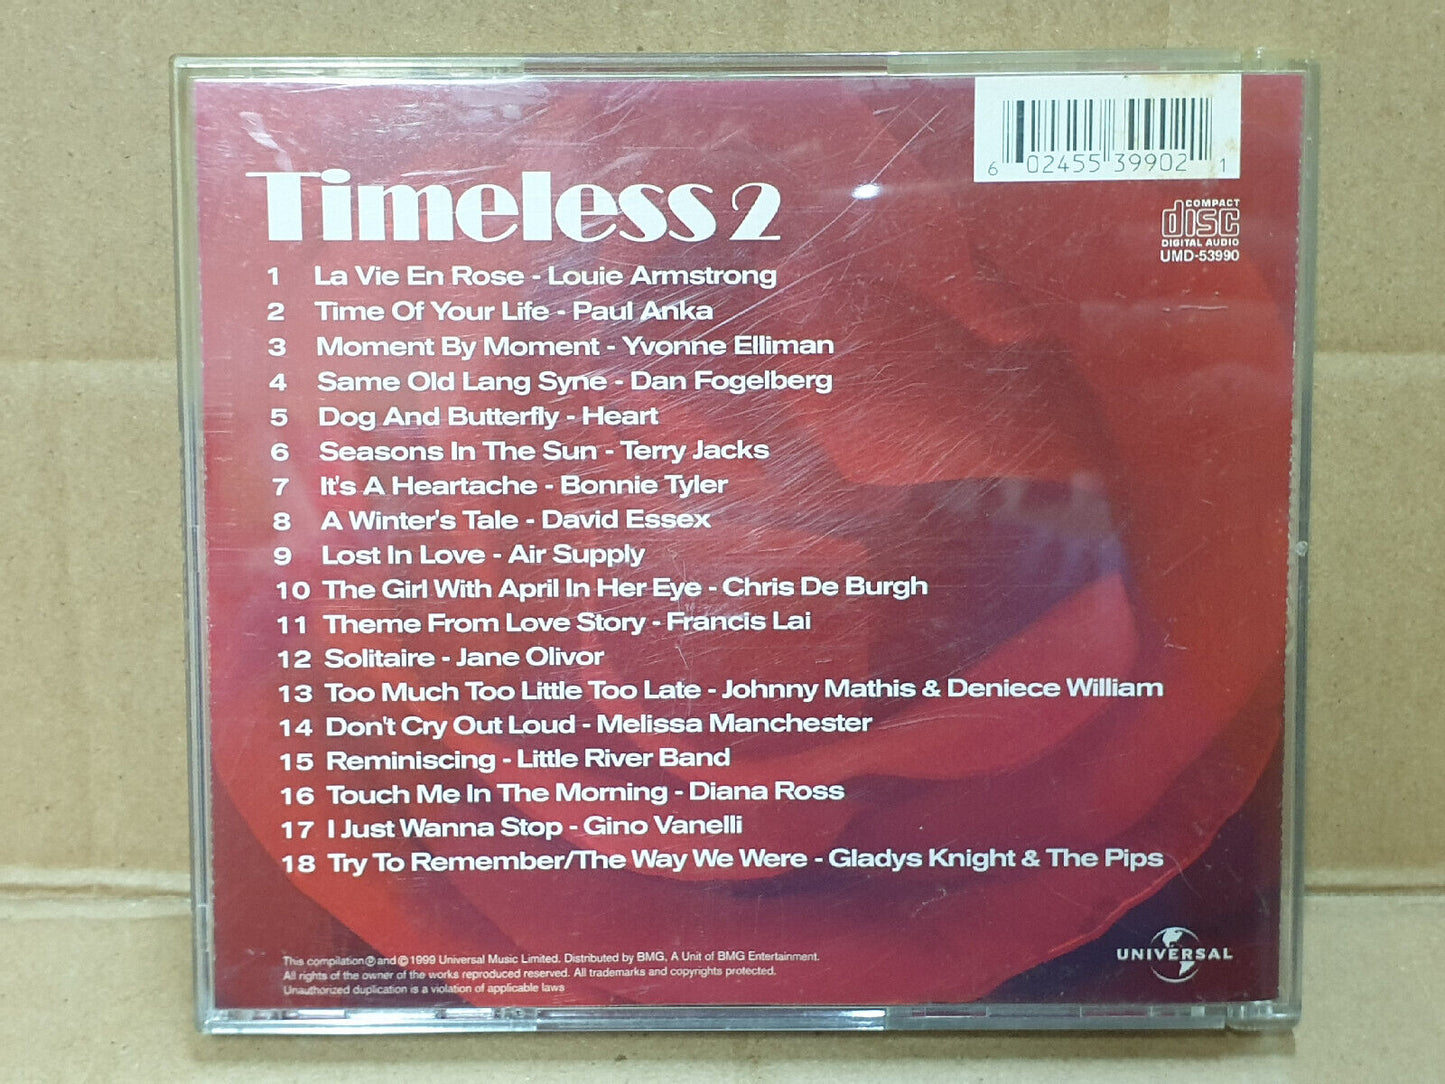 6 02455 39902 1
Timeless 2
COMPACT
disc
DIGITAL AUDIO
UMD-53990
1 La Vie En Rose - Louie Armstrong
2 Time Of Your Life - Paul Anka
3 Moment By Moment - Yvonne Elliman
4 Same Old Lang Syne - Dan Fogelberg
5 Dog And Butterfly - Heart
6 Seasons In The Sun - Terry Jacks
7 It's A Heartache - Bonnie Tyler
8 A Winter's Tale - David Essex
9 Lost In Love - Air Supply
10 The Girl With April In Her Eye - Chris De Burgh
11 Theme From Love Story - Francis Lai
12 Solitaire - Jane Olivor
13 Too Much Too Little Too Late - Johnny Mathis & Deniece William
14 Don't Cry Out Loud - Melissa Manchester
15 Reminiscing - Little River Band
16 Touch Me In The Morning - Diana Ross
17 I Just Wanna Stop - Gino Vanelli
18 Try To Remember/The Way We Were - Gladys Knight & The Pips
This compilation ℗ and © 1999 Universal Music Limited. Distributed by BMG, A Unit of BMG Entertainment.
All rights of the owner of the works reproduced reserved. All trademarks and copyrights protected.
Unauthorized duplication is a violation of applicable laws
UNIVERSAL